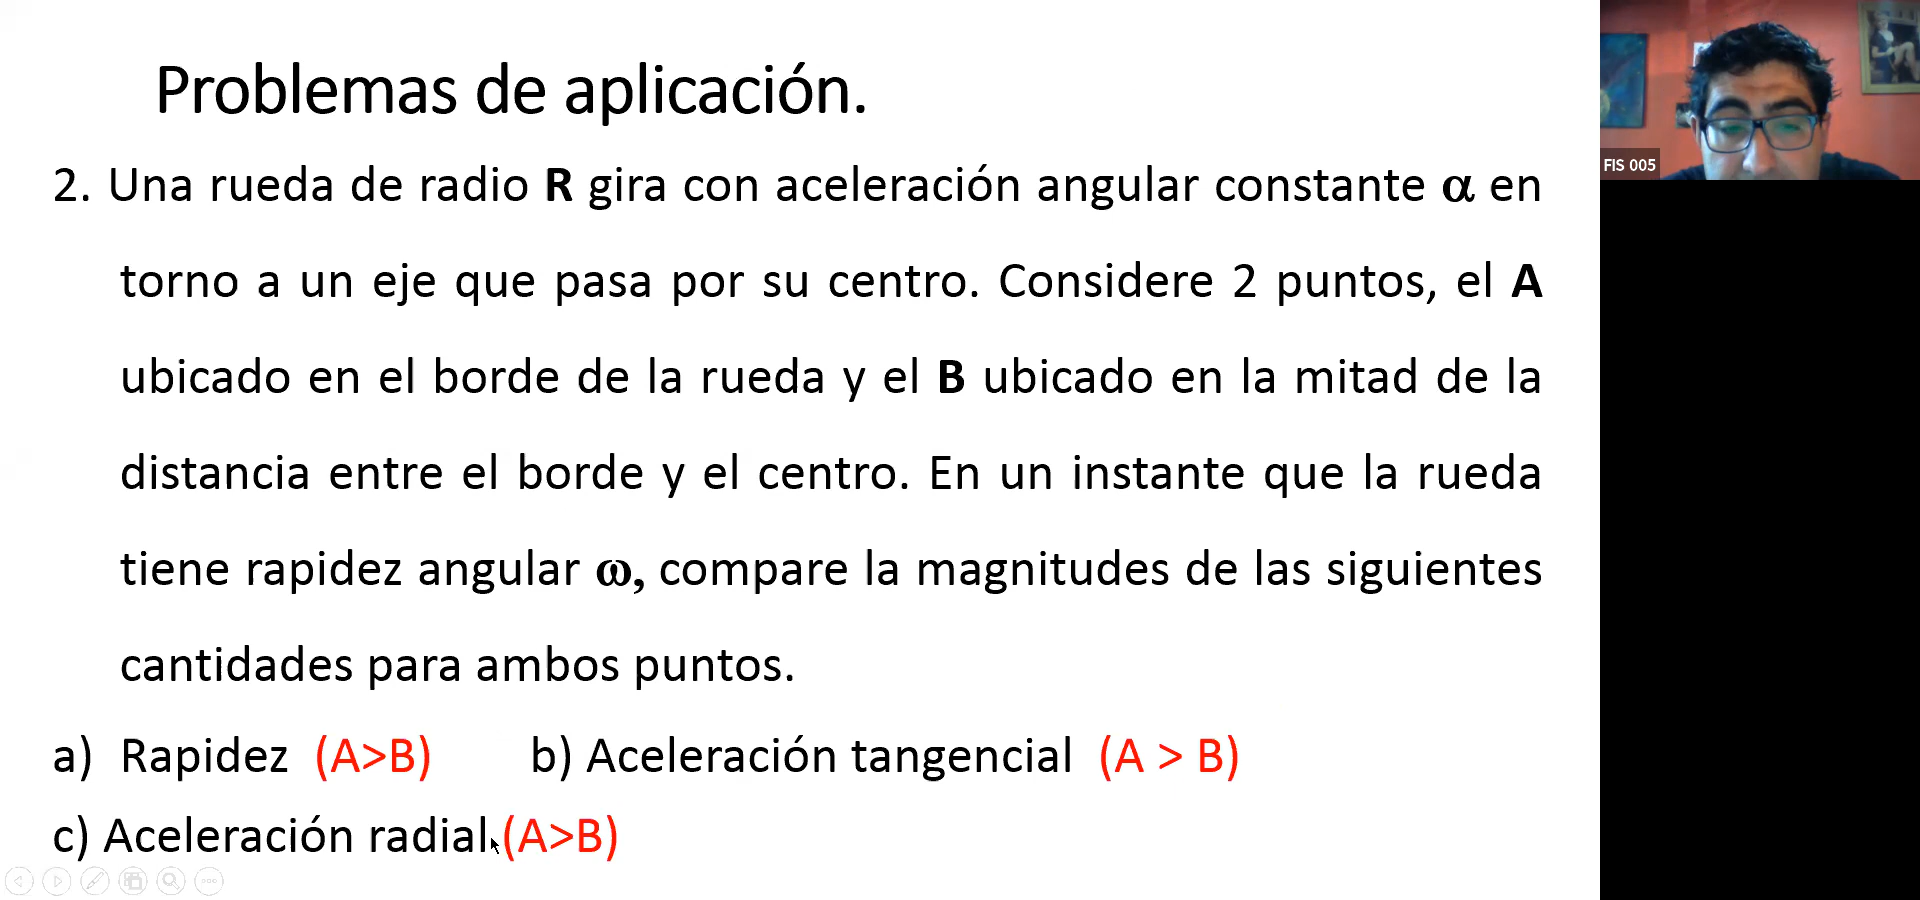 Problemas de aplicación.
FIS 005
2. Una rueda de radio R gira con aceleración angular constante α en
torno a un eje que pasa por su centro. Considere 2 puntos, el A
ubicado en el borde de la rueda y el B ubicado en la mitad de la
distancia entre el borde y el centro. En un instante que la rueda
tiene rapidez angular ω, compare la magnitudes de las siguientes
cantidades para ambos puntos.
a) Rapidez (A>B) b) Aceleración tangencial (A > B)
c) Aceleración radial (A>B)